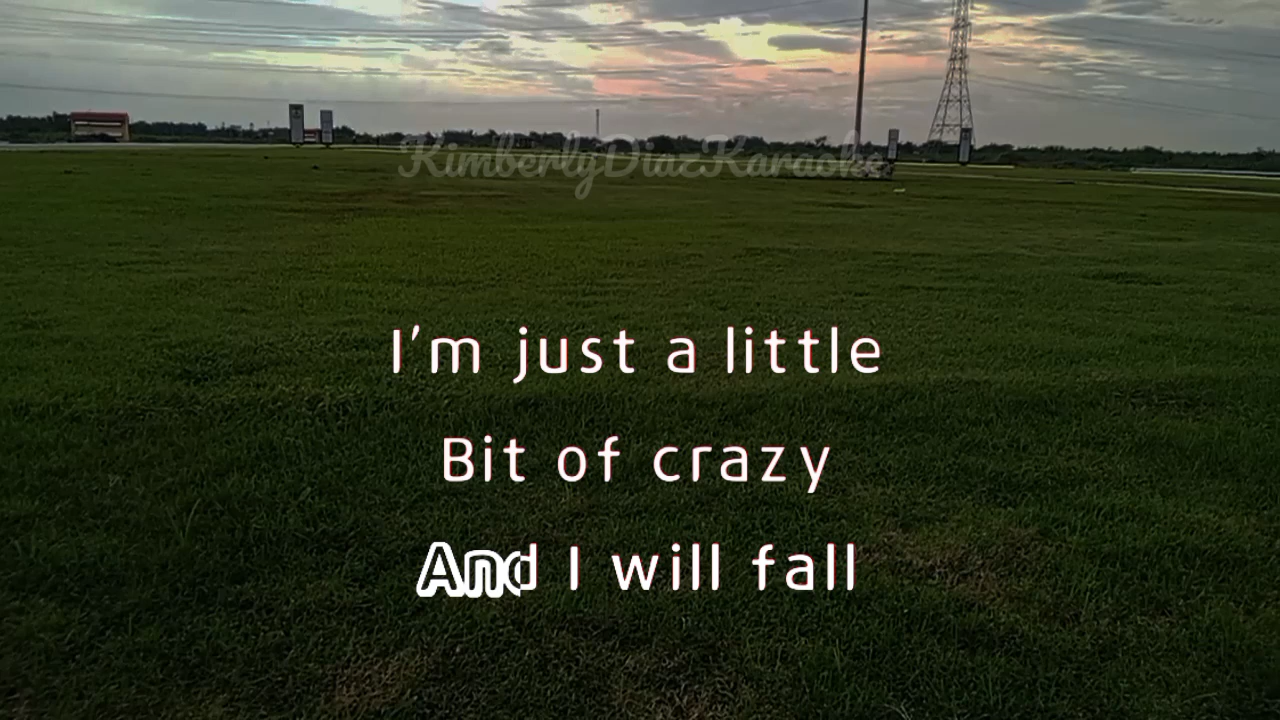 KimberlyDiazKaraoke
I'm just a little
Bit of crazy
And I will fall